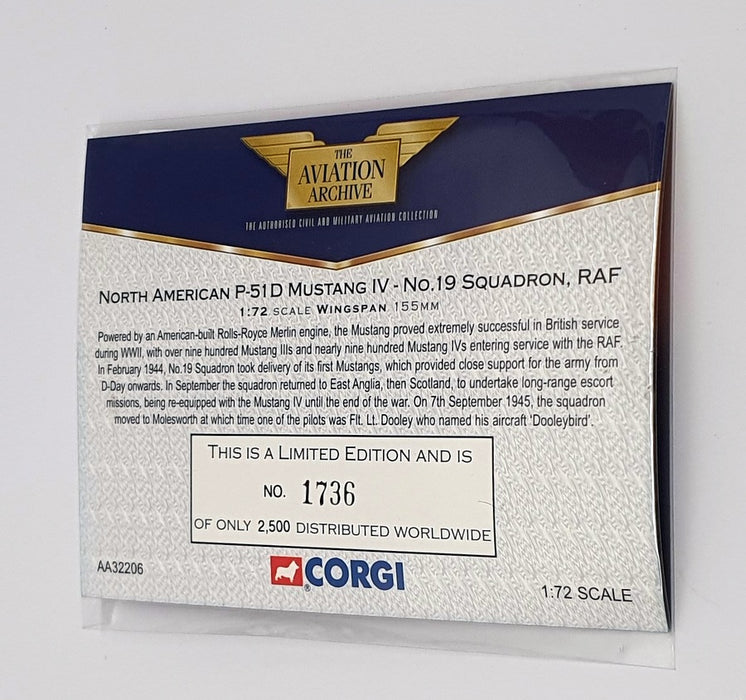 THE
AVIATION
ARCHIVE
THE AUTHORISED CIVIL AND MILITARY AVIATION COLLECTION
NORTH AMERICAN P-51D MUSTANG IV - NO.19 SQUADRON, RAF
1:72 SCALE WINGSPAN 155MM
Powered by an American-built Rolls-Royce Merlin engine, the Mustang proved extremely successful in British service
during WWII, with over nine hundred Mustang IIIs and nearly nine hundred Mustang IVs entering service with the RAF.
In February 1944, No.19 Squadron took delivery of its first Mustangs, which provided close support for the army from
D-Day onwards. In September the squadron returned to East Anglia, then Scotland, to undertake long-range escort
missions, being re-equipped with the Mustang IV until the end of the war. On 7th September 1945, the squadron
moved to Molesworth at which time one of the pilots was Flt. Lt. Dooley who named his aircraft 'Dooleybird'.
THIS IS A LIMITED EDITION AND IS
NO. 1736
OF ONLY 2,500 DISTRIBUTED WORLDWIDE
AA32206
® CORGI
1:72 SCALE